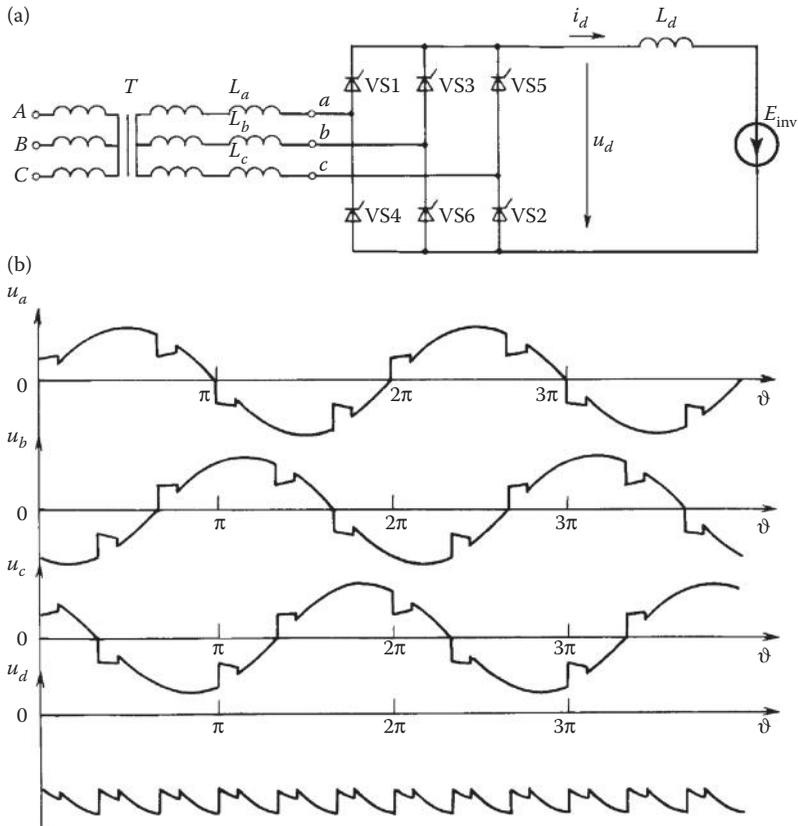 (a)
i_d
L_d
T
L_a
a
VS1
VS3
VS5
A
L_b
b
B
u_d
E_inv
L_c
c
C
VS4
VS6
VS2
(b)
u_a
0
π
2π
3π
ϑ
u_b
0
π
2π
3π
ϑ
u_c
0
π
2π
3π
ϑ
u_d
0
π
2π
3π
ϑ